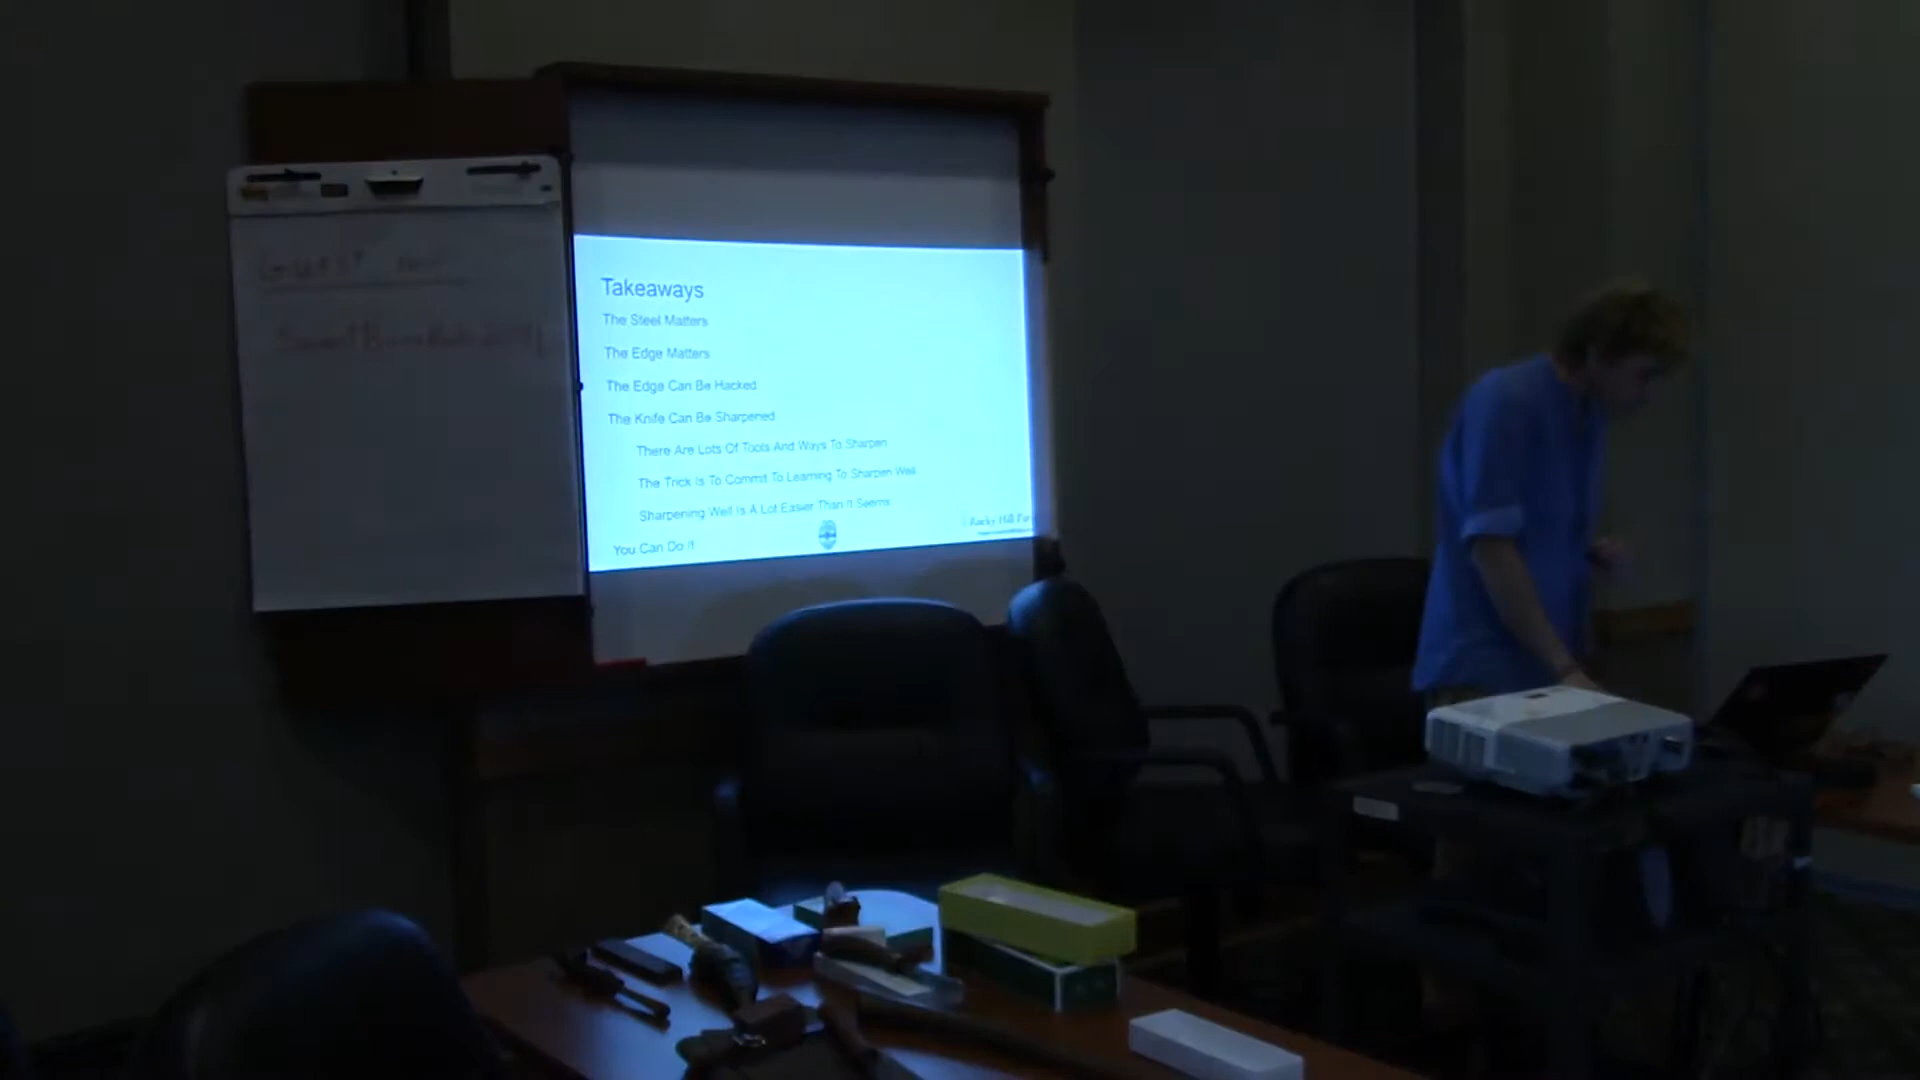 Takeaways
The Steel Matters
The Edge Matters
The Edge Can Be Hacked
The Knife Can Be Sharpened
There Are Lots Of Tools And Ways To Sharpen
The Trick Is To Commit To Learning To Sharpen Well
Sharpening Well Is A Lot Easier Than It Seems
You Can Do It
Rocky Hill